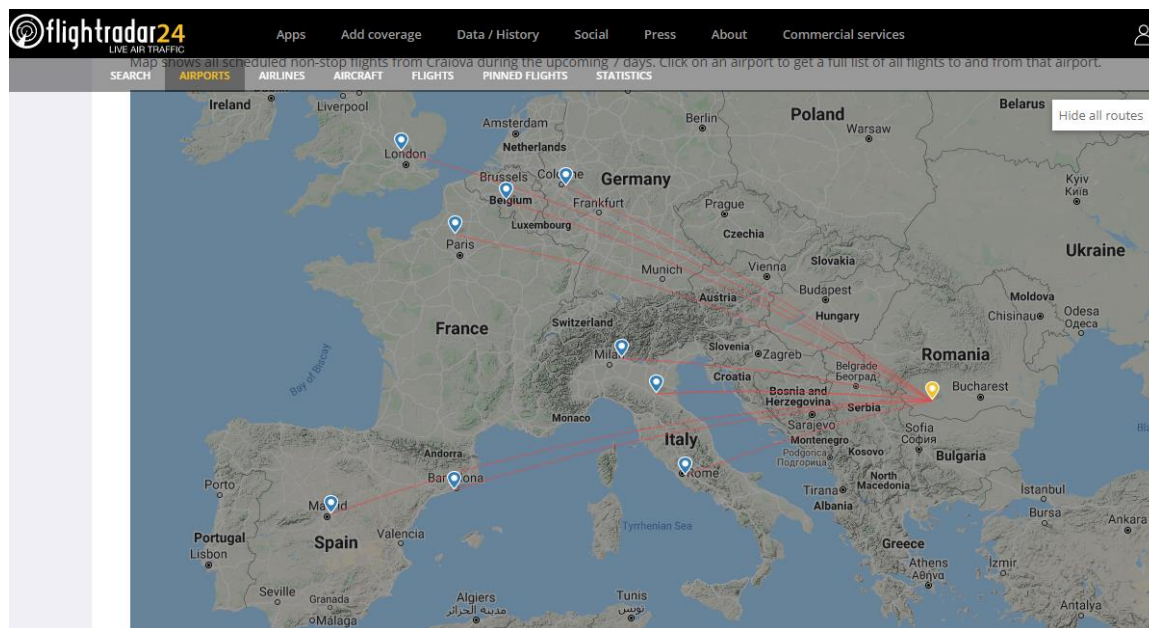 flightradar24
LIVE AIR TRAFFIC
Apps Add coverage Data / History Social Press About Commercial services
Map shows all scheduled non-stop flights from Craiova during the upcoming 7 days. Click on an airport to get a full list of all flights to and from that airport.
SEARCH AIRPORTS AIRLINES AIRCRAFT FLIGHTS PINNED FLIGHTS STATISTICS
Hide all routes
Ireland
Liverpool
Amsterdam
Berlin
Poland
Belarus
Warsaw
Netherlands
London
Brussels
Germany
Kyiv
Київ
Belgium
Frankfurt
Prague
Luxembourg
Czechia
Paris
Ukraine
Munich
Vienna
Slovakia
Budapest
Austria
Moldova
Hungary
Chisinau
Odesa
Одеса
France
Switzerland
Slovenia
Zagreb
Romania
Milan
Belgrade
Београд
Croatia
Bay of Biscay
Bosnia and
Herzegovina
Bucharest
Serbia
Monaco
Sarajevo
Sofia
София
Italy
Montenegro
Andorra
Podgorica
Подгорица
Kosovo
Bulgaria
Rome
North
Macedonia
Porto
Tirana
Istanbul
Albania
Bursa
Ankara
Tyrrhenian Sea
Valencia
Portugal
Spain
Lisbon
Greece
Athens
Αθήνα
İzmir
Seville
Granada
Algiers
مدينة الجزائر
Tunis
تونس
Málaga
Antalya